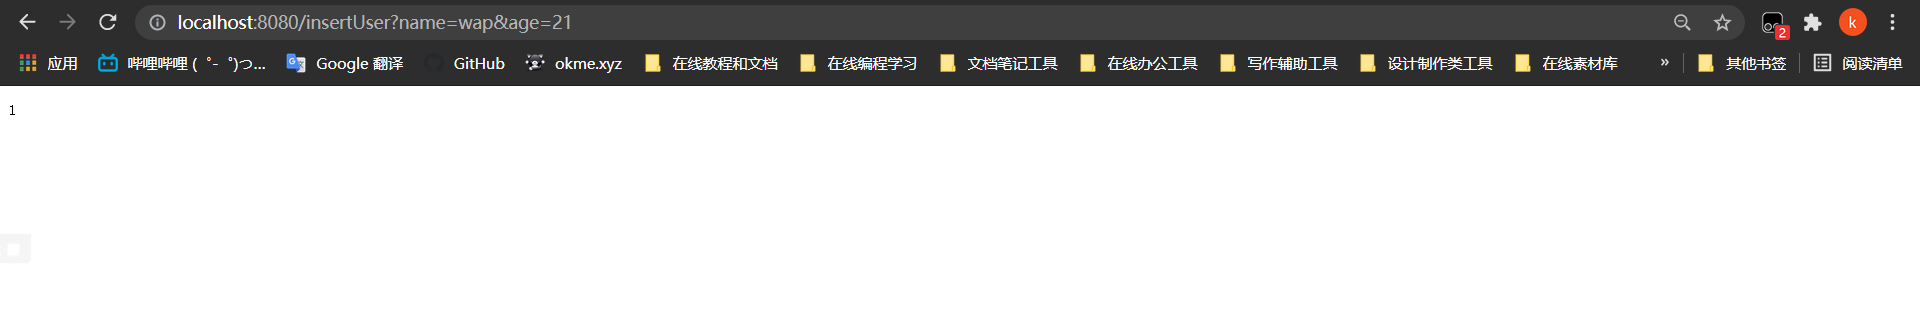 localhost:8080/insertUser?name=wap&age=21
2
k
应用 哔哩哔哩 (゜-゜)つ... Google 翻译 GitHub okme.xyz 在线教程和文档 在线编程学习 文档笔记工具 在线办公工具 写作辅助工具 设计制作类工具 在线素材库 » 其他书签 阅读清单
1